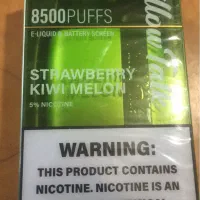 8500PUFFS
E-LIQUID & BATTERY SCREEN
STRAWBERRY
KIWI MELON
5% NICOTINE
WARNING:
THIS PRODUCT CONTAINS
NICOTINE. NICOTINE IS AN